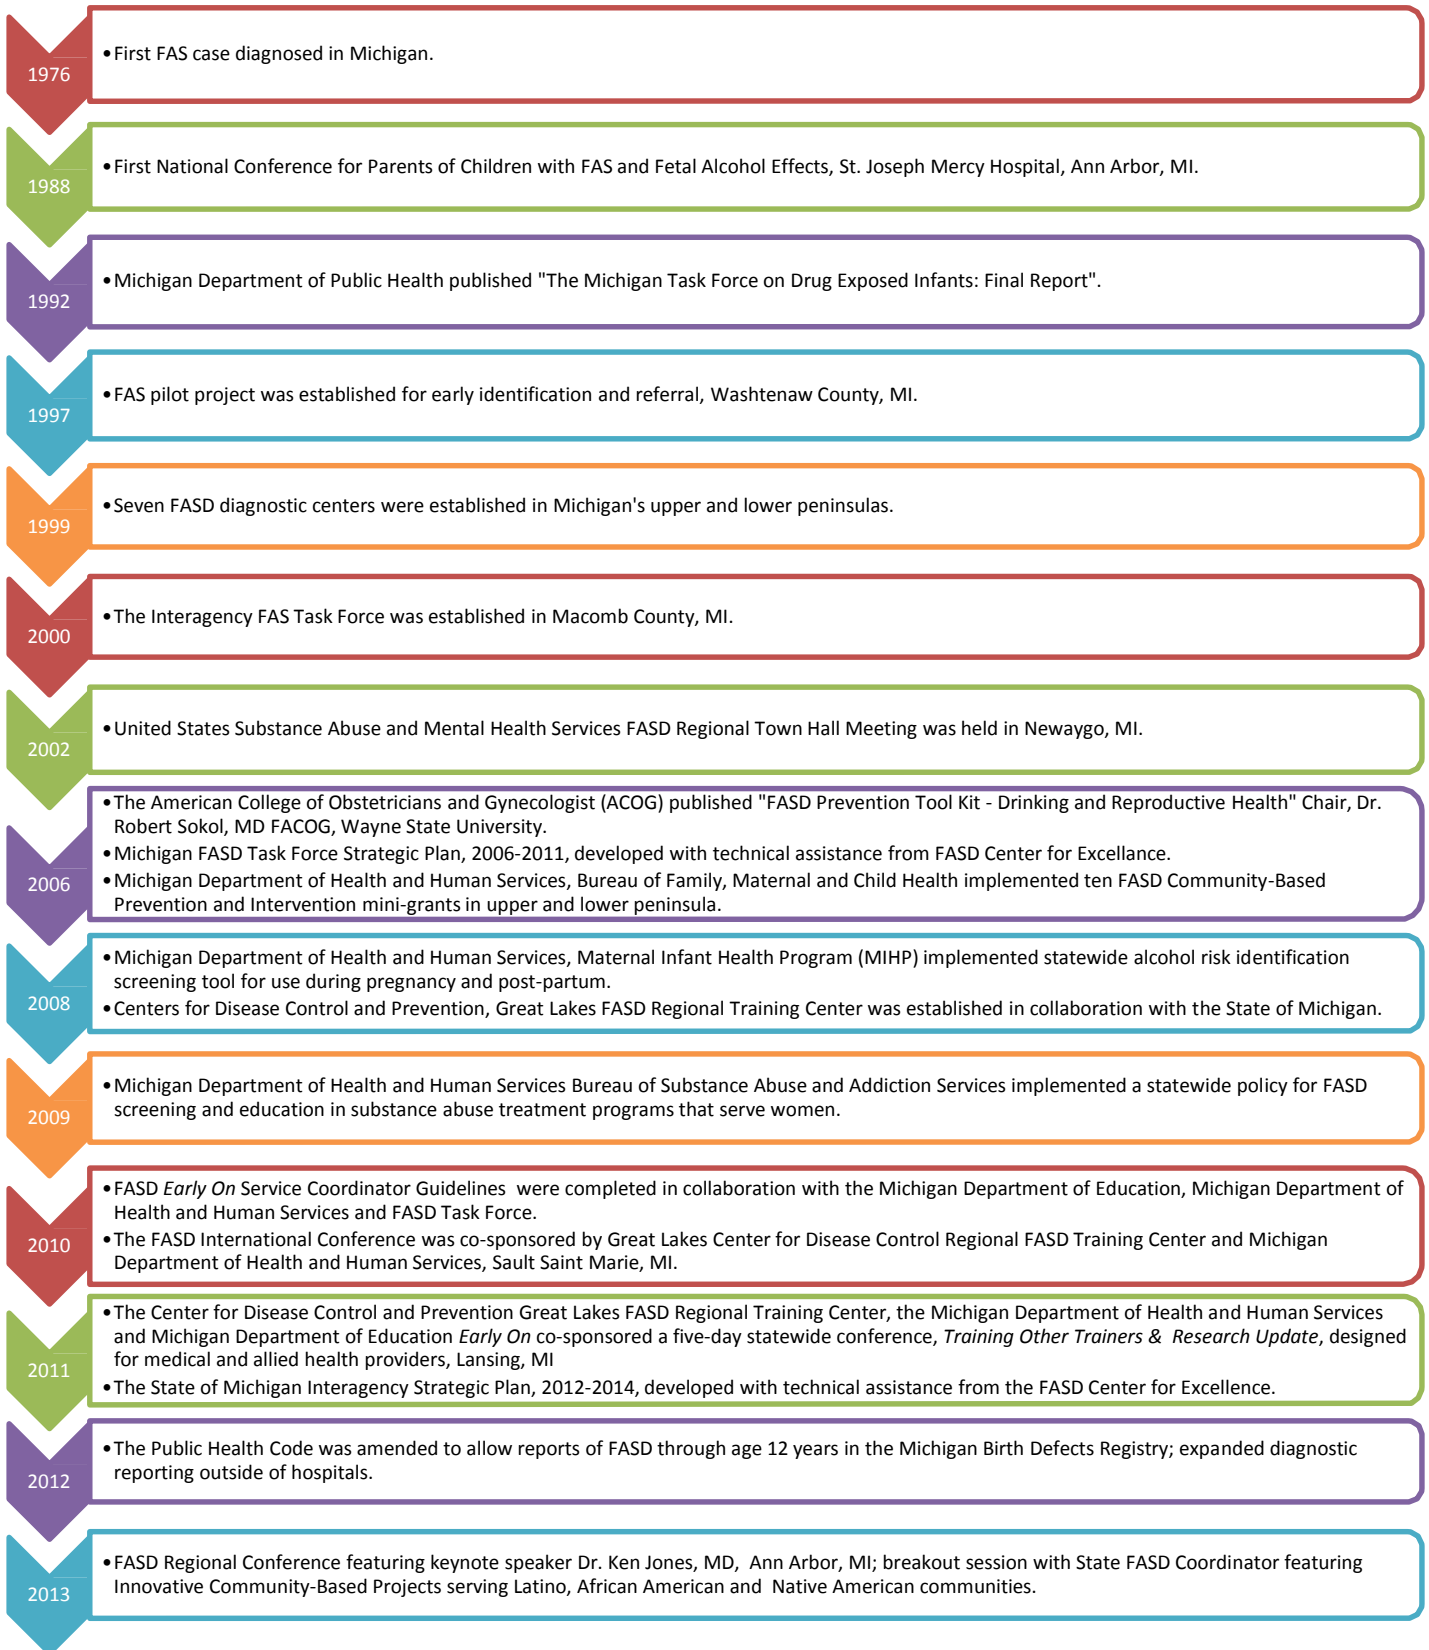 1976
•First FAS case diagnosed in Michigan.
1988
•First National Conference for Parents of Children with FAS and Fetal Alcohol Effects, St. Joseph Mercy Hospital, Ann Arbor, MI.
1992
•Michigan Department of Public Health published "The Michigan Task Force on Drug Exposed Infants: Final Report".
1997
•FAS pilot project was established for early identification and referral, Washtenaw County, MI.
1999
•Seven FASD diagnostic centers were established in Michigan's upper and lower peninsulas.
2000
•The Interagency FAS Task Force was established in Macomb County, MI.
2002
•United States Substance Abuse and Mental Health Services FASD Regional Town Hall Meeting was held in Newaygo, MI.
2006
•The American College of Obstetricians and Gynecologist (ACOG) published "FASD Prevention Tool Kit - Drinking and Reproductive Health" Chair, Dr.
Robert Sokol, MD FACOG, Wayne State University.
•Michigan FASD Task Force Strategic Plan, 2006-2011, developed with technical assistance from FASD Center for Excellance.
•Michigan Department of Health and Human Services, Bureau of Family, Maternal and Child Health implemented ten FASD Community-Based
Prevention and Intervention mini-grants in upper and lower peninsula.
2008
•Michigan Department of Health and Human Services, Maternal Infant Health Program (MIHP) implemented statewide alcohol risk identification
screening tool for use during pregnancy and post-partum.
•Centers for Disease Control and Prevention, Great Lakes FASD Regional Training Center was established in collaboration with the State of Michigan.
2009
•Michigan Department of Health and Human Services Bureau of Substance Abuse and Addiction Services implemented a statewide policy for FASD
screening and education in substance abuse treatment programs that serve women.
2010
•FASD Early On Service Coordinator Guidelines were completed in collaboration with the Michigan Department of Education, Michigan Department of
Health and Human Services and FASD Task Force.
•The FASD International Conference was co-sponsored by Great Lakes Center for Disease Control Regional FASD Training Center and Michigan
Department of Health and Human Services, Sault Saint Marie, MI.
2011
•The Center for Disease Control and Prevention Great Lakes FASD Regional Training Center, the Michigan Department of Health and Human Services
and Michigan Department of Education Early On co-sponsored a five-day statewide conference, Training Other Trainers & Research Update, designed
for medical and allied health providers, Lansing, MI
•The State of Michigan Interagency Strategic Plan, 2012-2014, developed with technical assistance from the FASD Center for Excellence.
2012
•The Public Health Code was amended to allow reports of FASD through age 12 years in the Michigan Birth Defects Registry; expanded diagnostic
reporting outside of hospitals.
2013
•FASD Regional Conference featuring keynote speaker Dr. Ken Jones, MD, Ann Arbor, MI; breakout session with State FASD Coordinator featuring
Innovative Community-Based Projects serving Latino, African American and Native American communities.